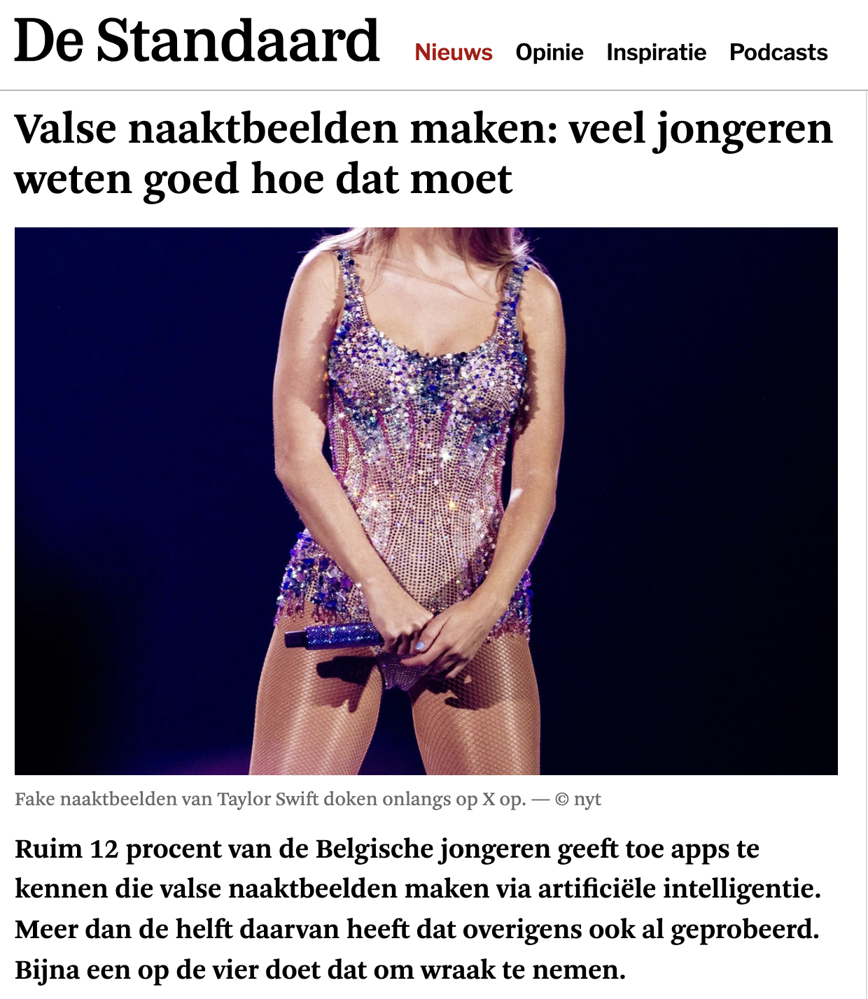 De Standaard
Nieuws Opinie Inspiratie Podcasts
Valse naaktbeelden maken: veel jongeren
weten goed hoe dat moet
Fake naaktbeelden van Taylor Swift doken onlangs op X op. — © nyt
Ruim 12 procent van de Belgische jongeren geeft toe apps te
kennen die valse naaktbeelden maken via artificiële intelligentie.
Meer dan de helft daarvan heeft dat overigens ook al geprobeerd.
Bijna een op de vier doet dat om wraak te nemen.